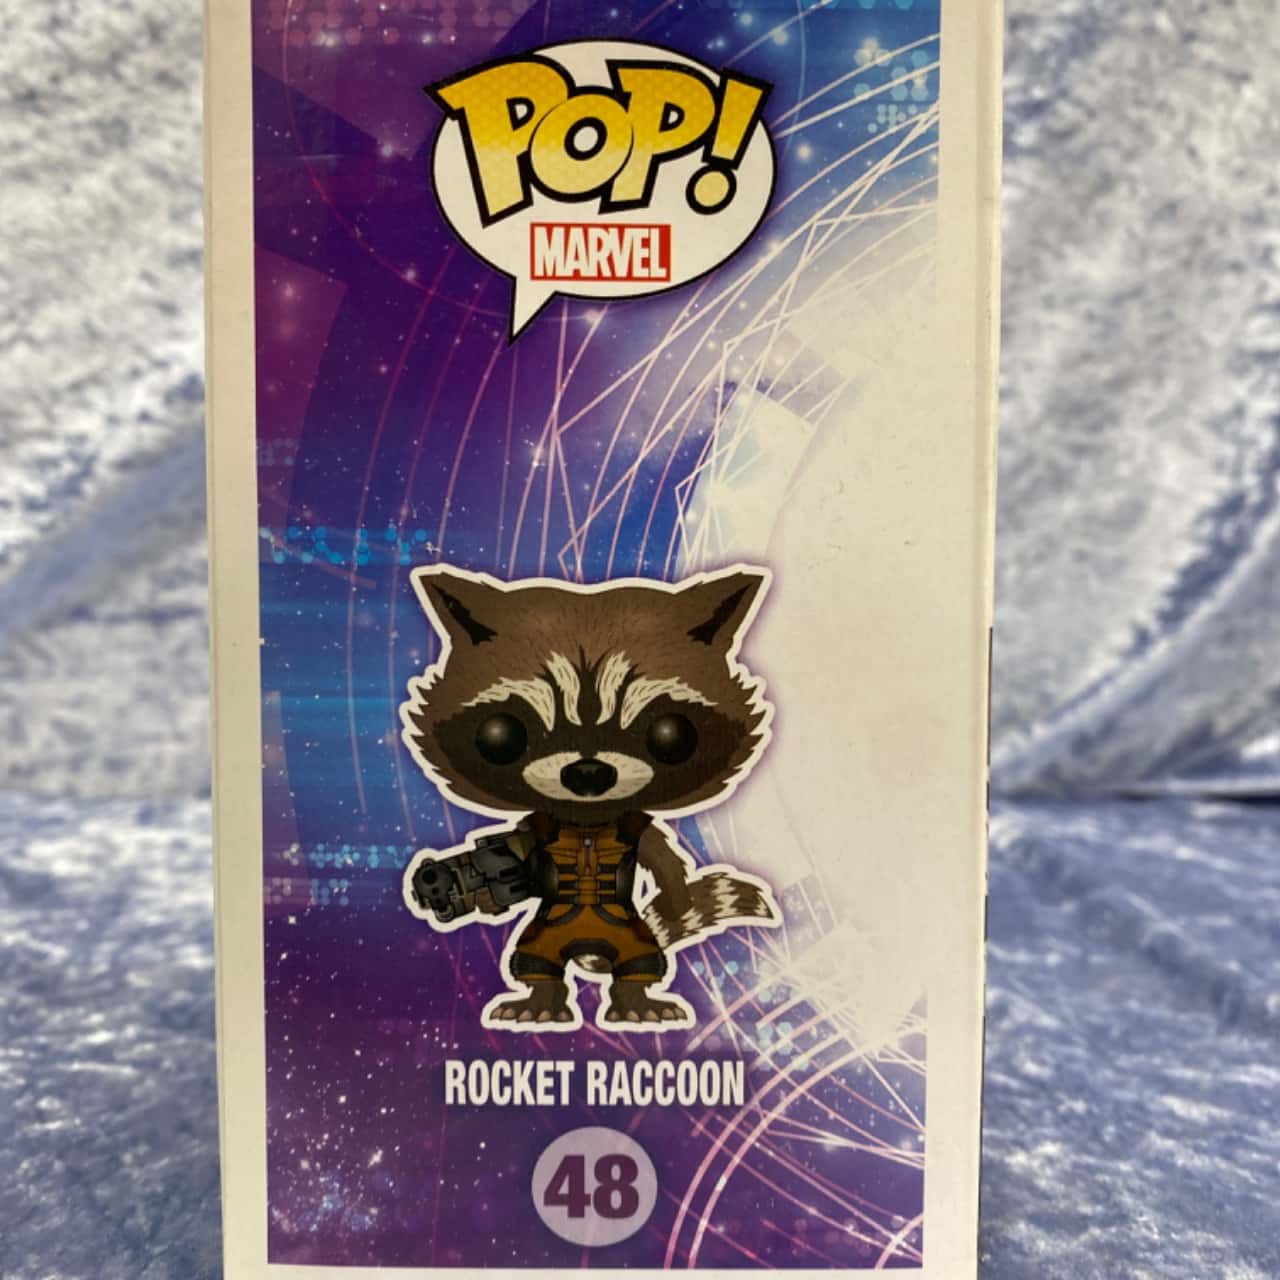 POP!
MARVEL
ROCKET RACCOON
48